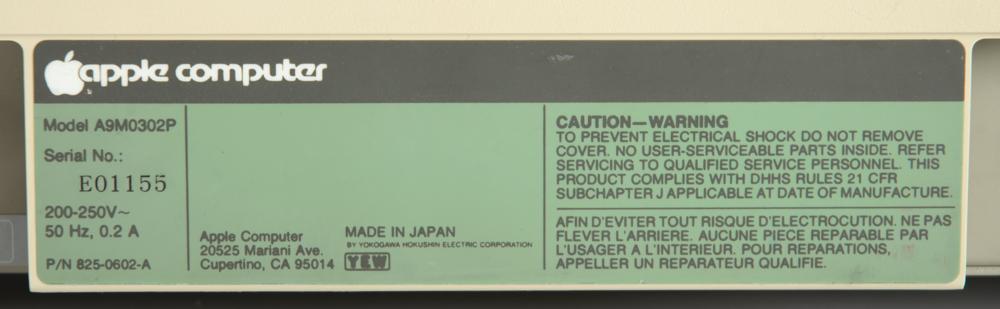 apple computer
Model A9M0302P
Serial No.:
E01155
200-250V~
50 Hz, 0.2 A
P/N 825-0602-A
Apple Computer
20525 Mariani Ave.
Cupertino, CA 95014
MADE IN JAPAN
BY YOKOGAWA HOKUSHIN ELECTRIC CORPORATION
YEW
CAUTION—WARNING
TO PREVENT ELECTRICAL SHOCK DO NOT REMOVE
COVER. NO USER-SERVICEABLE PARTS INSIDE. REFER
SERVICING TO QUALIFIED SERVICE PERSONNEL. THIS
PRODUCT COMPLIES WITH DHHS RULES 21 CFR
SUBCHAPTER J APPLICABLE AT DATE OF MANUFACTURE.
AFIN D'EVITER TOUT RISQUE D'ELECTROCUTION. NE PAS
FLEVER L'ARRIERE. AUCUNE PIECE REPARABLE PAR
L'USAGER A L'INTERIEUR. POUR REPARATIONS,
APPELLER UN REPARATEUR QUALIFIE.